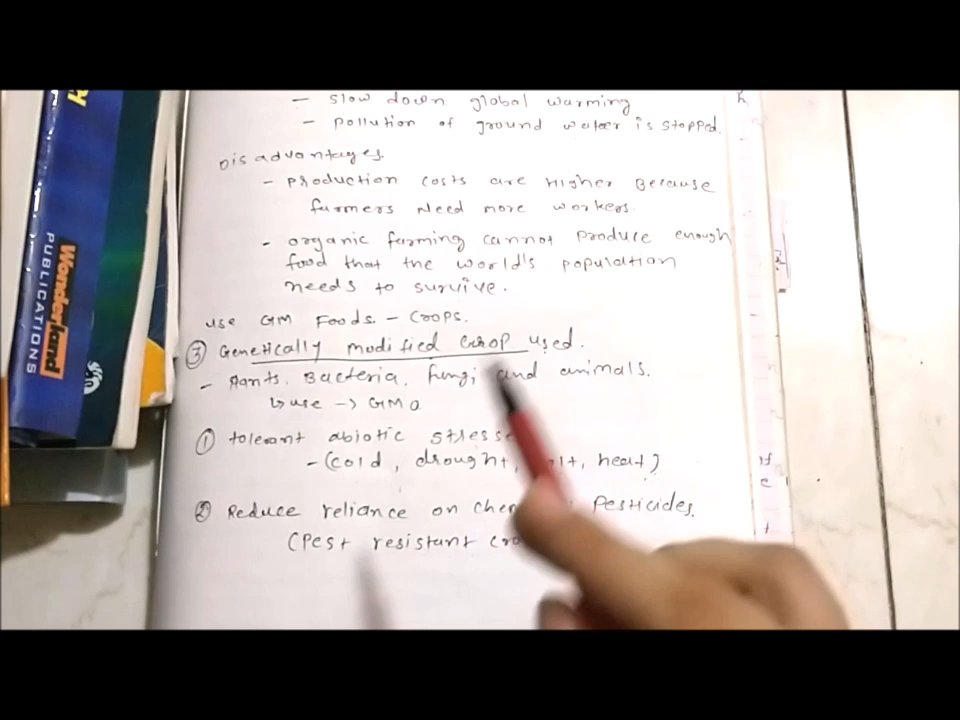 - slow down global warming
- pollution of ground water is stopped.
Disadvantages
- production costs are Higher Because
farmers Need more workers.
- organic farming cannot produce enough
food that the world's population
needs to survive.
use GM Foods. - Crops.
③ Genetically modified crop used.
- Plants, Bacteria, fungi and animals.
↳ use → GMO
① tolerant abiotic
- (cold, drought, heat)
② Reduce reliance on Pesticides.
(Pest resistant
Wonderland
PUBLICATIONS